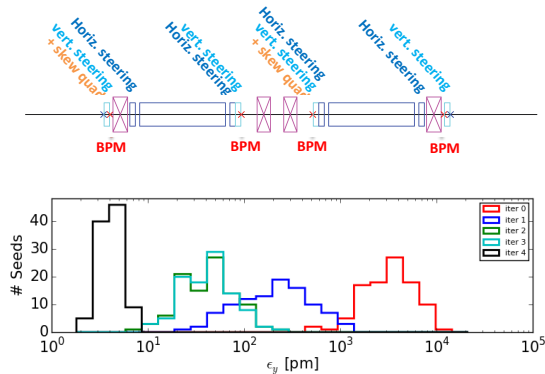 Horiz. steering
vert. steering
+ skew quad
vert. steering
Horiz. steering
Horiz. steering
vert. steering
+ skew quad
Horiz. steering
vert. steering
Horiz. steering
BPM
BPM
BPM
BPM
# Seeds
40
30
20
10
0
iter 0
iter 1
iter 2
iter 3
iter 4
10^0
10^1
10^2
10^3
10^4
10^5
ϵ_y [pm]